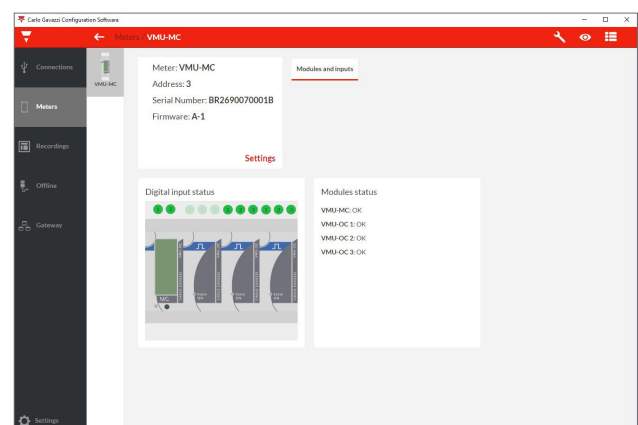 Carlo Gavazzi Configuration Software
Meters / VMU-MC
Connections
Meters
Recordings
Offline
Gateway
Settings
VMU-MC
Meter: VMU-MC
Address: 3
Serial Number: BR2690070001B
Firmware: A-1
Settings
Modules and inputs
Digital input status
MC
Modules status
VMU-MC: OK
VMU-OC 1: OK
VMU-OC 2: OK
VMU-OC 3: OK